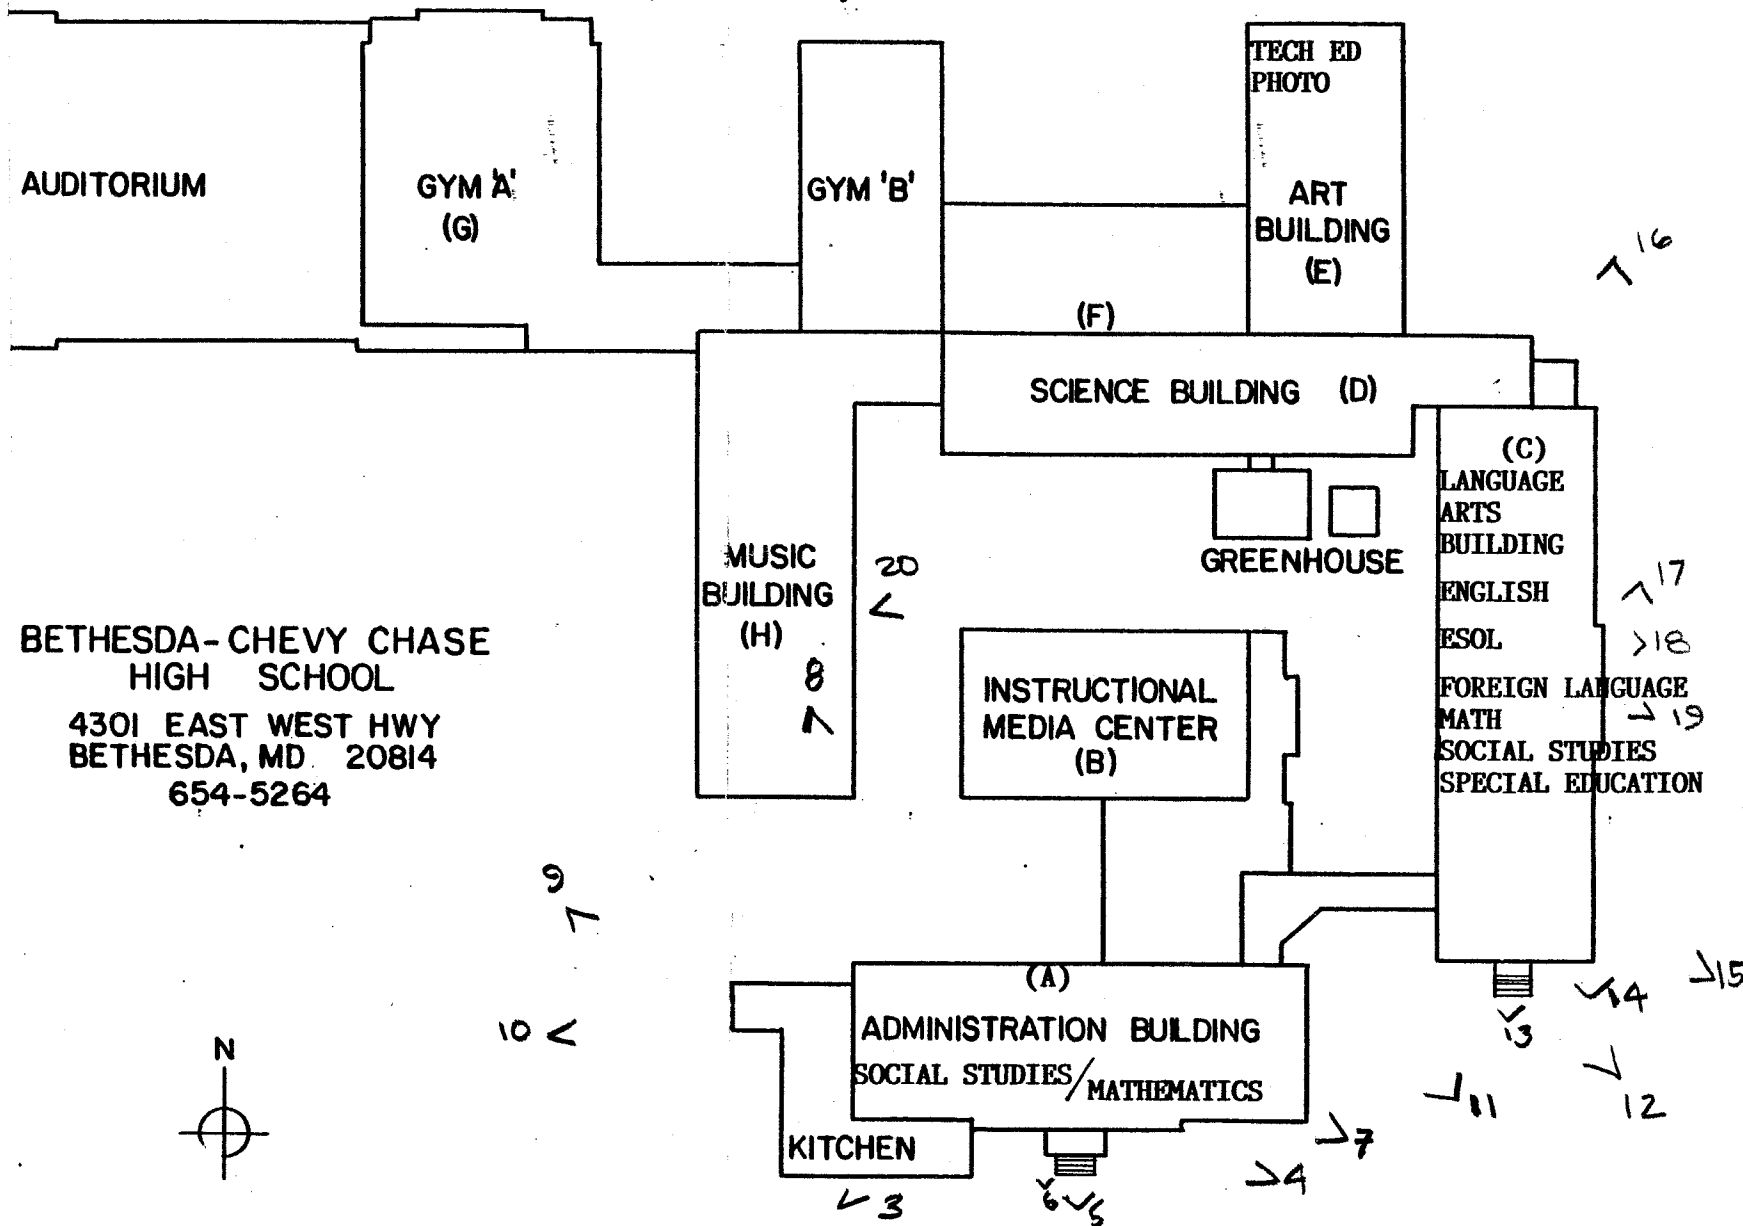 TECH ED
PHOTO
AUDITORIUM
GYM 'A'
(G)
GYM 'B'
ART
BUILDING
(E)
16
(F)
SCIENCE BUILDING (D)
(C)
LANGUAGE
ARTS
BUILDING
ENGLISH
ESOL
FOREIGN LANGUAGE
MATH
SOCIAL STUDIES
SPECIAL EDUCATION
GREENHOUSE
MUSIC
BUILDING
(H)
20
17
18
19
8
BETHESDA-CHEVY CHASE
HIGH SCHOOL
4301 EAST WEST HWY
BETHESDA, MD 20814
654-5264
INSTRUCTIONAL
MEDIA CENTER
(B)
9
10
N
(A)
ADMINISTRATION BUILDING
SOCIAL STUDIES/MATHEMATICS
KITCHEN
15
14
13
12
11
7
4
3
6
5